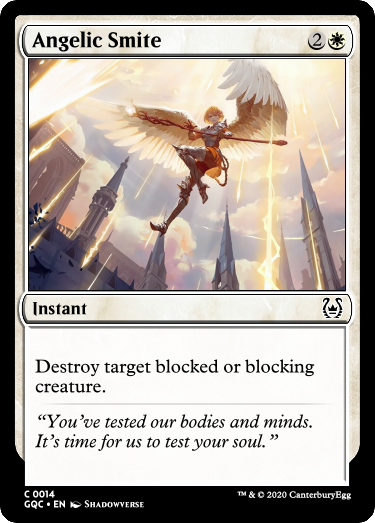 Angelic Smite 2
Instant
Destroy target blocked or blocking
creature.
“You’ve tested our bodies and minds.
It’s time for us to test your soul.”
C 0014
GQC • EN SHADOWVERSE
™ & © 2020 CanterburyEgg